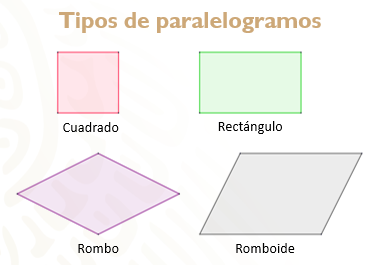 Tipos de paralelogramos
Cuadrado
Rectángulo
Rombo
Romboide